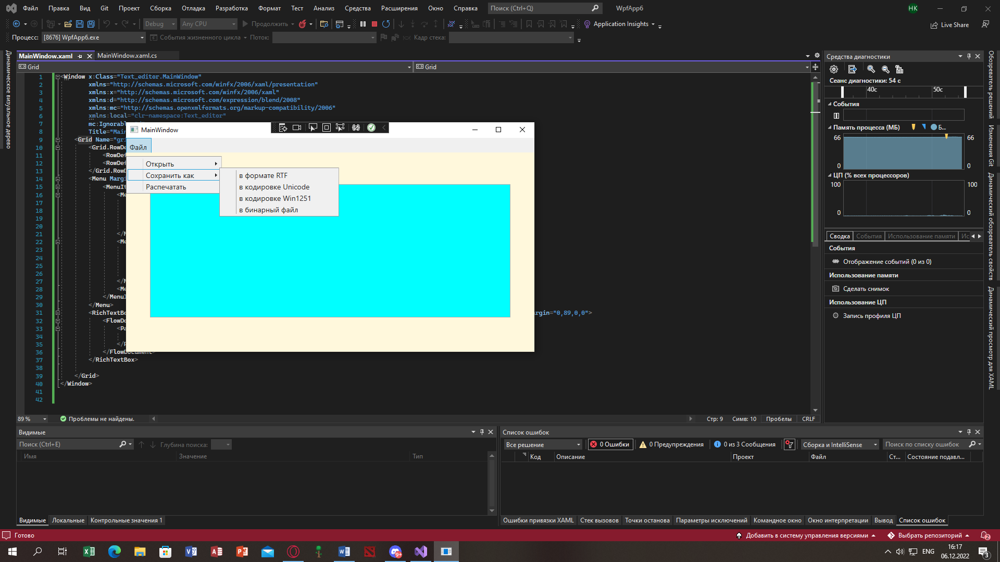 Файл Правка Вид Git Проект Сборка Отладка Разработка Формат Тест Анализ Средства Расширения Окно Справка Поиск (Ctrl+Q) WpfApp6 НК
Debug Any CPU Продолжить Application Insights Live Share
Процесс: [8676] WpfApp6.exe События жизненного цикла Поток: Кадр стека:
Динамическое визуальное дерево
MainWindow.xaml MainWindow.xaml.cs
Grid Grid
1 <Window x:Class="Text_editor.MainWindow"
2 xmlns="http://schemas.microsoft.com/winfx/2006/xaml/presentation"
3 xmlns:x="http://schemas.microsoft.com/winfx/2006/xaml"
4 xmlns:d="http://schemas.microsoft.com/expression/blend/2008"
5 xmlns:mc="http://schemas.openxmlformats.org/markup-compatibility/2006"
6 xmlns:local="clr-namespace:Text_editor"
7 mc:Ignorabl
8 Title="Mai
9 <Grid Name="gri
10 <Grid.RowDe
11 <RowDe
12 <RowDe
13 </Grid.RowD
14 <Menu Margi
15 <MenuIt
16 <Me
17
18
19
20
21 </M
22 <Me
23
24
25
26
27 </M
28 <Me
29 </MenuI
30 </Menu>
31 <RichTextBo rgin="0,89,0,0">
32 <FlowDo
33 <Pa
34
35 </P
36 </FlowDocument>
37 </RichTextBox>
38
39 </Grid>
40 </Window>
41
42
MainWindow
Файл
Открыть
Сохранить как
Распечатать
в формате RTF
в кодировке Unicode
в кодировке Win1251
в бинарный файл
89 % Проблемы не найдены. Стр: 9 Симв: 10 Пробелы CRLF
Средства диагностики
Сеанс диагностики: 54 с
40с 50с
События
Память процесса (МБ) Б...
66 66
0 0
ЦП (% всех процессоров)
100 100
0 0
Сводка События Использование памяти Ис
События
Отображение событий (0 из 0)
Использование памяти
Сделать снимок
Использование ЦП
Запись профиля ЦП
Обозреватель решений
Изменения Git
Динамический обозреватель свойств
Динамический просмотр для XAML
Видимые
Поиск (Ctrl+E) Глубина поиска:
Имя Значение Тип
Видимые Локальные Контрольные значения 1
Список ошибок
Все решение 0 Ошибки 0 Предупреждения 0 из 3 Сообщения Сборка и IntelliSense Поиск по списку ошибок
Код Описание Проект Файл Ст... Состояние подавл...
Ошибки привязки XAML Стек вызовов Точки останова Параметры исключений Командное окно Окно интерпретации Вывод Список ошибок
Готово Добавить в систему управления версиями Выбрать репозиторий 2
9+ ENG 16:17
06.12.2022 3